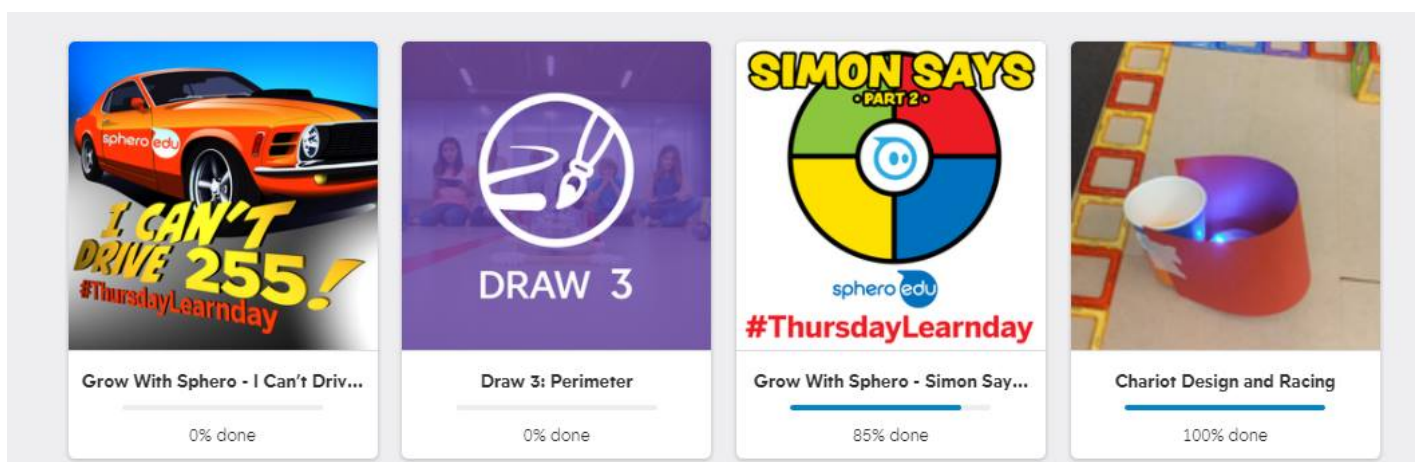 sphero edu
I CAN'T
DRIVE 255!
#ThursdayLearnday
Grow With Sphero - I Can't Driv...
0% done
DRAW 3
Draw 3: Perimeter
0% done
SIMON SAYS
• PART 2 •
sphero edu
#ThursdayLearnday
Grow With Sphero - Simon Say...
85% done
Chariot Design and Racing
100% done